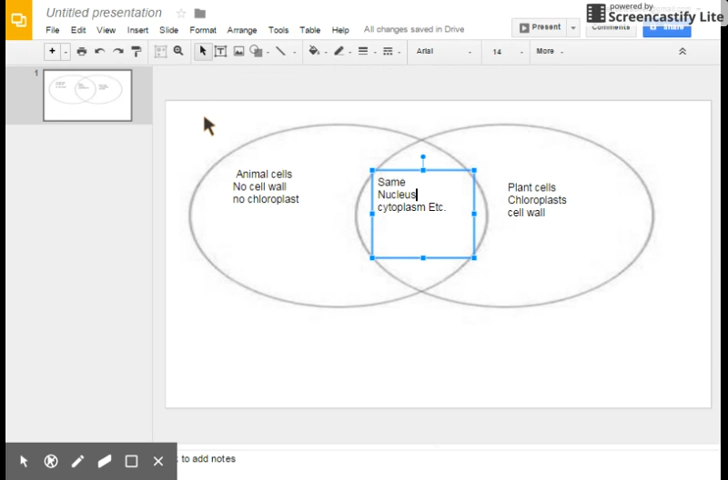 Untitled presentation
File Edit View Insert Slide Format Arrange Tools Table Help All changes saved in Drive
Present
Comments
Share
powered by
Screencastify Lite
Arial
14
More
1
Animal cells
No cell wall
no chloroplast
Same
Nucleus
cytoplasm Etc.
Plant cells
Chloroplasts
cell wall
to add notes